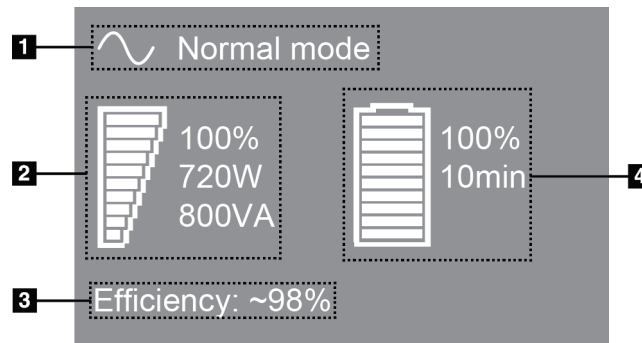 1
Normal mode
2
100%
720W
800VA
100%
10min
4
3
Efficiency: ~98%